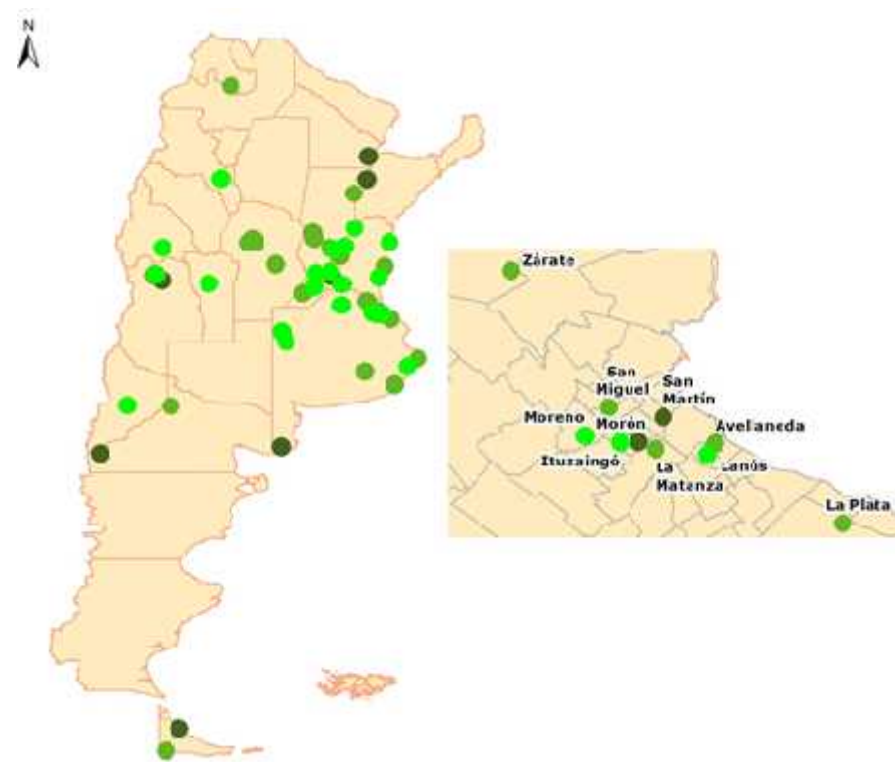 N
Zárate
San
Miguel
San
Martín
Moreno
Morón
Avellaneda
Ituzaingó
La
Matanza
Lanús
La Plata